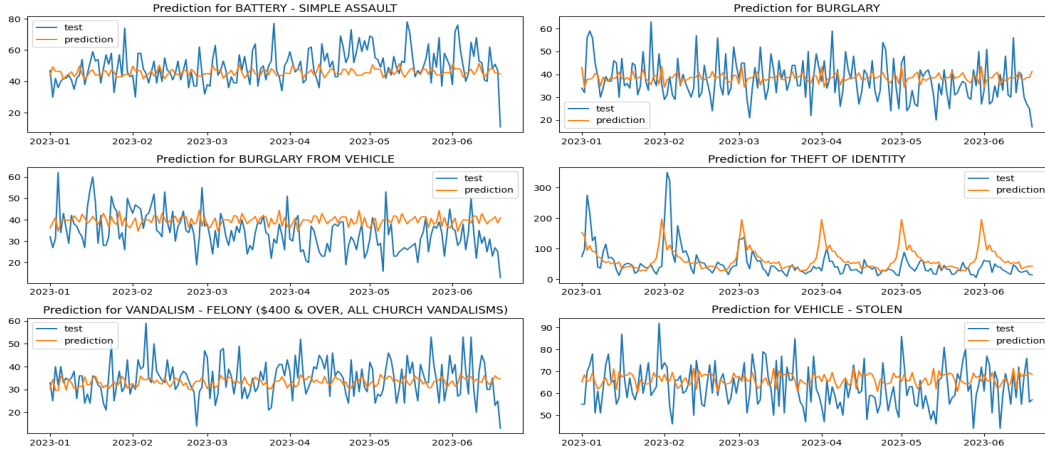 Prediction for BATTERY - SIMPLE ASSAULT
test
prediction
80
60
40
20
2023-01 2023-02 2023-03 2023-04 2023-05 2023-06
Prediction for BURGLARY
60
50
40
30
20
test
prediction
2023-01 2023-02 2023-03 2023-04 2023-05 2023-06
Prediction for BURGLARY FROM VEHICLE
test
prediction
60
50
40
30
20
2023-01 2023-02 2023-03 2023-04 2023-05 2023-06
Prediction for THEFT OF IDENTITY
test
prediction
300
200
100
0
2023-01 2023-02 2023-03 2023-04 2023-05 2023-06
Prediction for VANDALISM - FELONY ($400 & OVER, ALL CHURCH VANDALISMS)
test
prediction
60
50
40
30
20
2023-01 2023-02 2023-03 2023-04 2023-05 2023-06
Prediction for VEHICLE - STOLEN
test
prediction
90
80
70
60
50
2023-01 2023-02 2023-03 2023-04 2023-05 2023-06